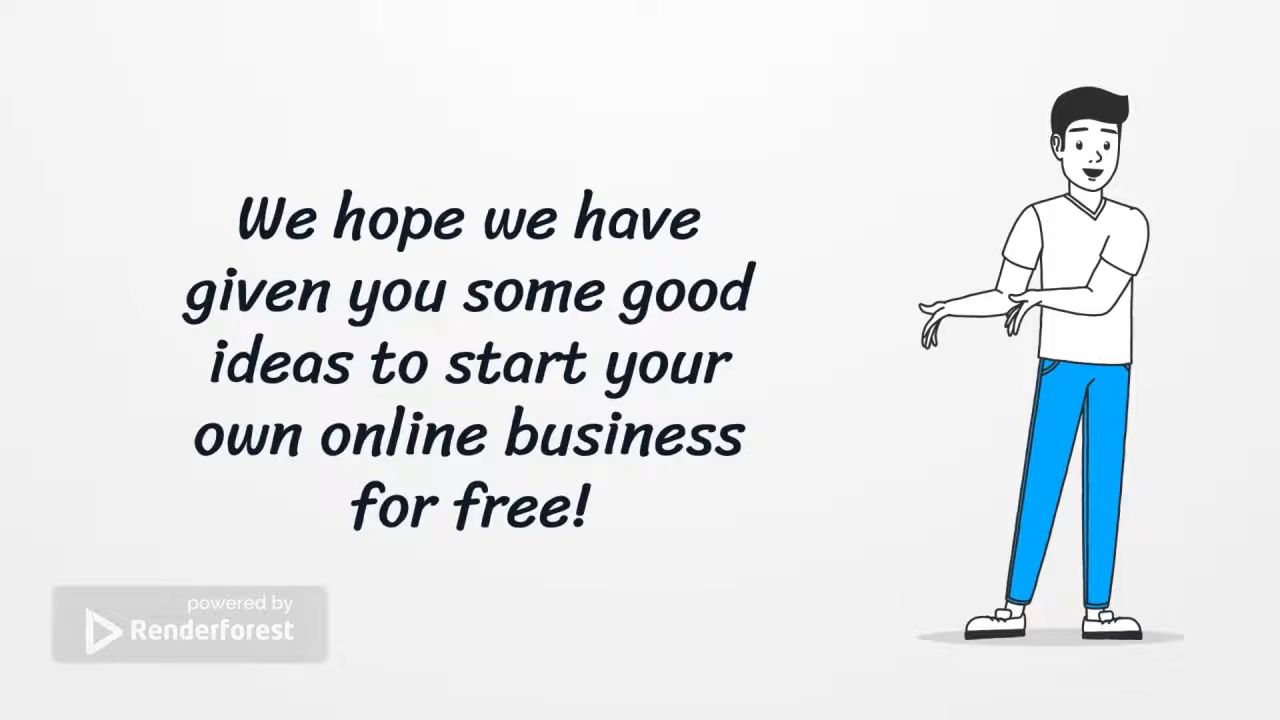 We hope we have
given you some good
ideas to start your
own online business
for free!
powered by
Renderforest